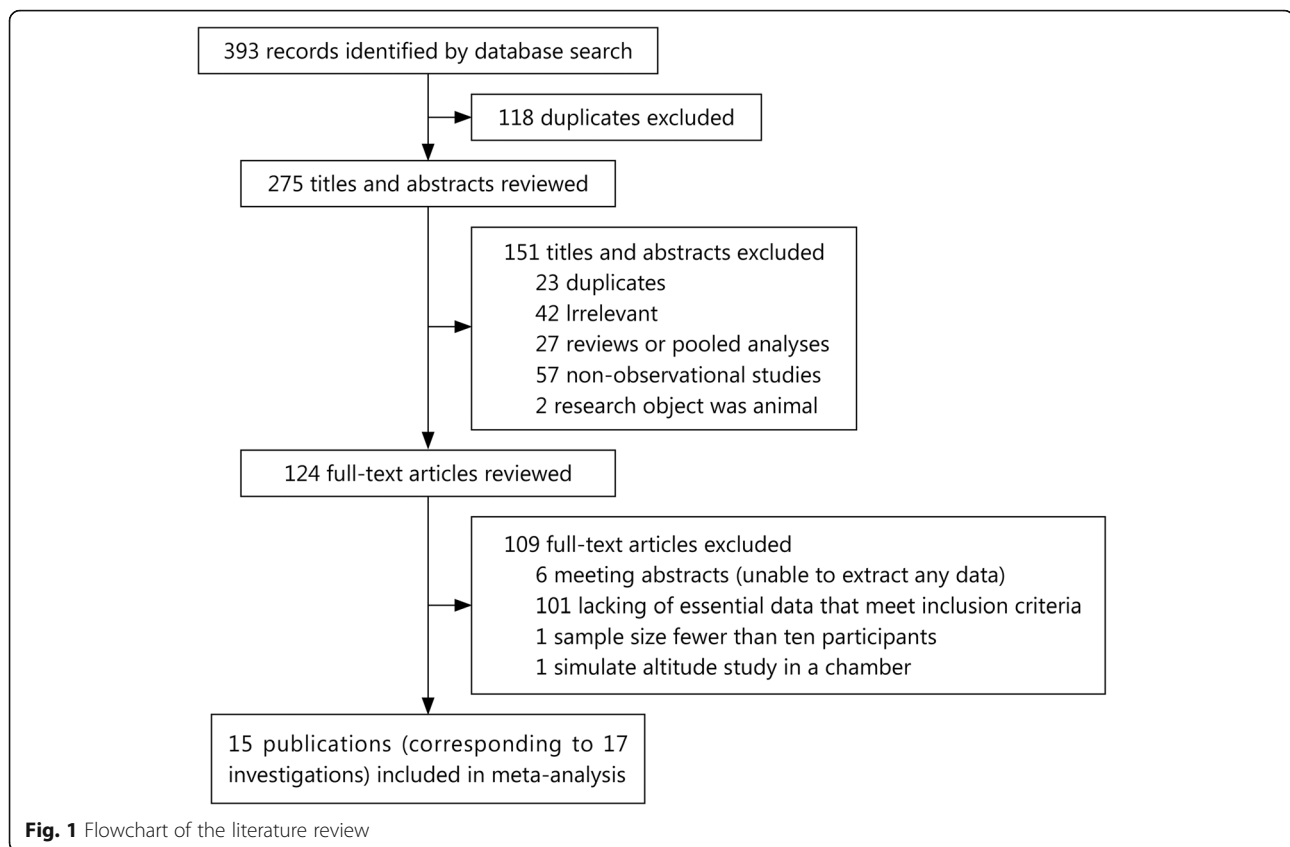 393 records identified by database search
118 duplicates excluded
275 titles and abstracts reviewed
151 titles and abstracts excluded
23 duplicates
42 lrrelevant
27 reviews or pooled analyses
57 non-observational studies
2 research object was animal
124 full-text articles reviewed
109 full-text articles excluded
6 meeting abstracts (unable to extract any data)
101 lacking of essential data that meet inclusion criteria
1 sample size fewer than ten participants
1 simulate altitude study in a chamber
15 publications (corresponding to 17
investigations) included in meta-analysis
Fig. 1 Flowchart of the literature review